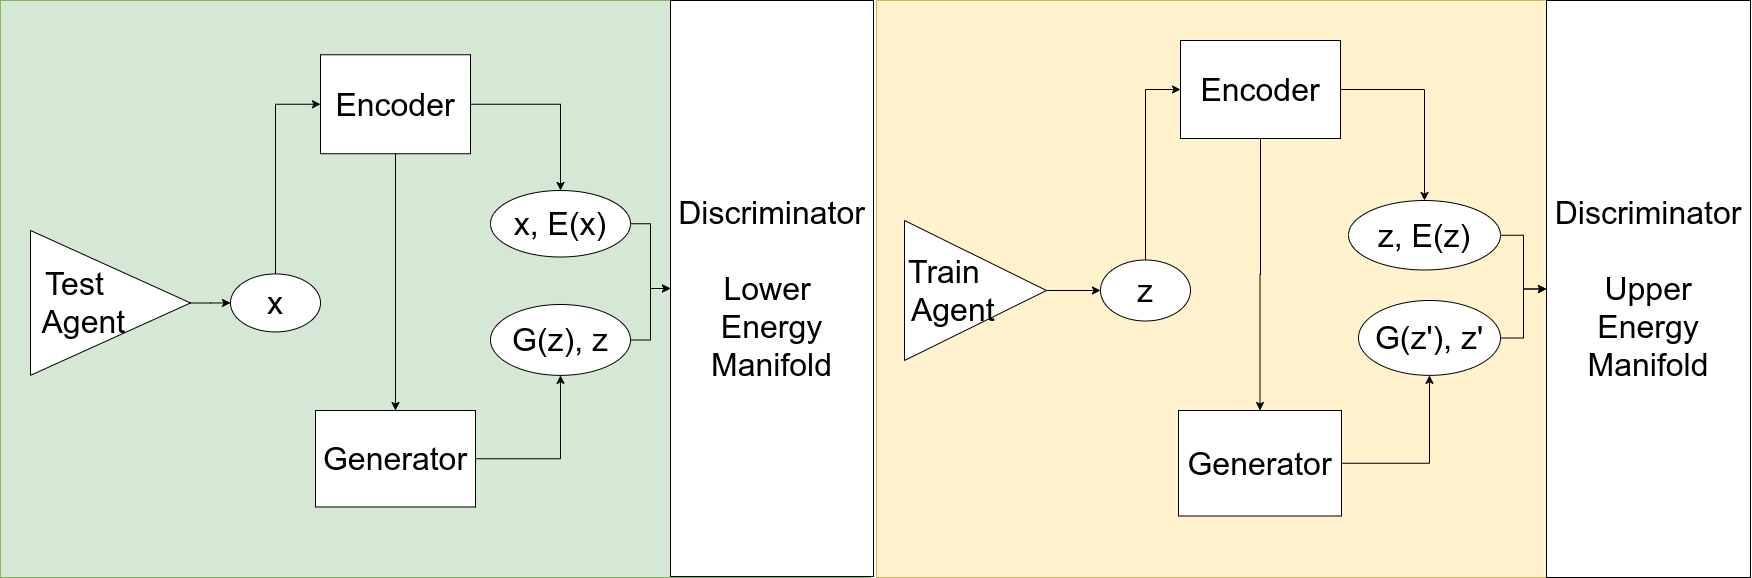 Encoder
x, E(x)
Test
Agent
x
G(z), z
Generator
Discriminator
Lower
Energy
Manifold
Encoder
z, E(z)
Train
Agent
z
G(z'), z'
Generator
Discriminator
Upper
Energy
Manifold